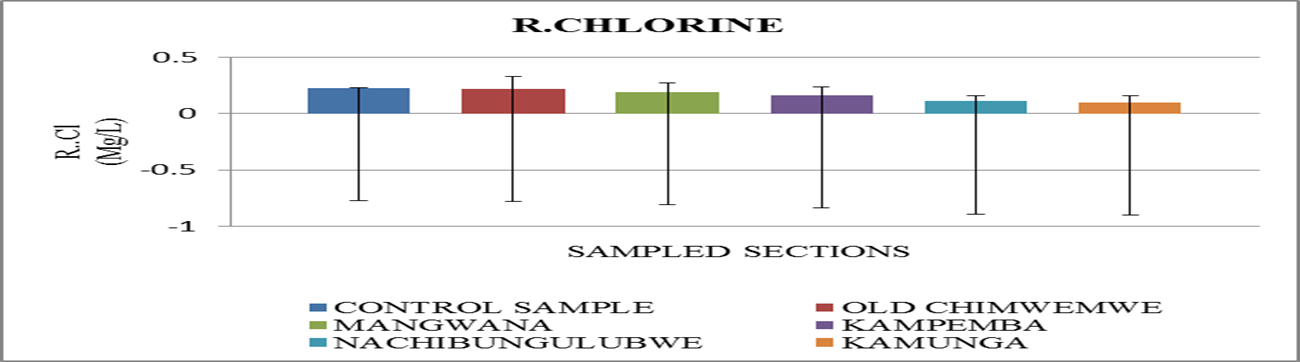 R.CHLORINE
0.5
0
-0.5
-1
R..Cl
(Mg/L)
SAMPLED SECTIONS
CONTROL SAMPLE
OLD CHIMWEMWE
MANGWANA
KAMPEMBA
NACHIBUNGULUBWE
KAMUNGA